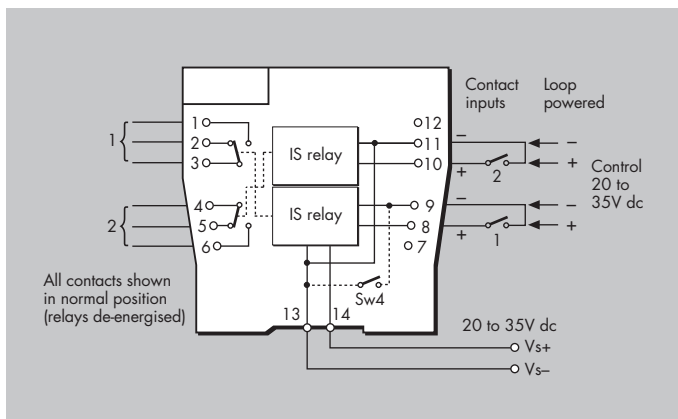 Contact
inputs
Loop
powered
1
1
2
3
IS relay
12
11
10
–
+
2
–
+
Control
20 to
35V dc
2
4
5
6
IS relay
9
8
7
–
+
1
–
+
Sw4
All contacts shown
in normal position
(relays de-energised)
13
14
20 to 35V dc
Vs+
Vs–